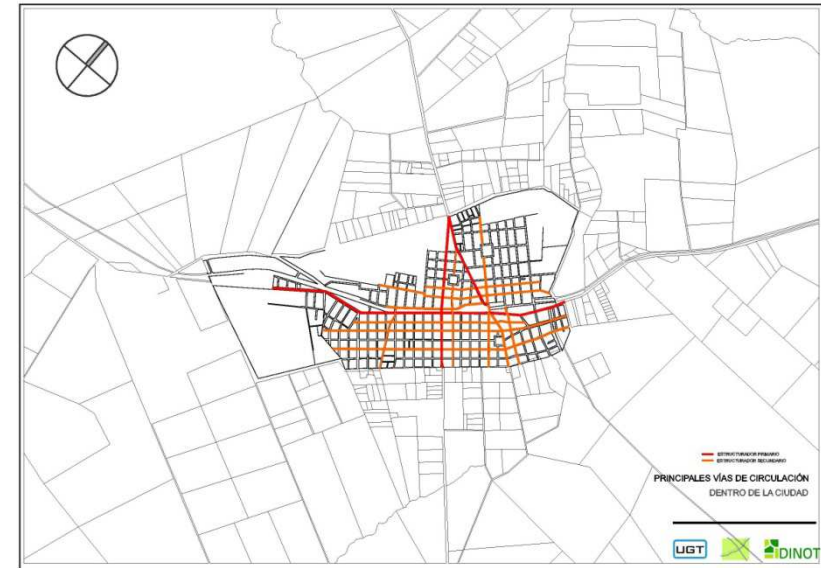 ESTRUCTURADOR PRIMARIO
ESTRUCTURADOR SECUNDARIO
PRINCIPALES VÍAS DE CIRCULACIÓN
DENTRO DE LA CIUDAD
UGT
DINOT